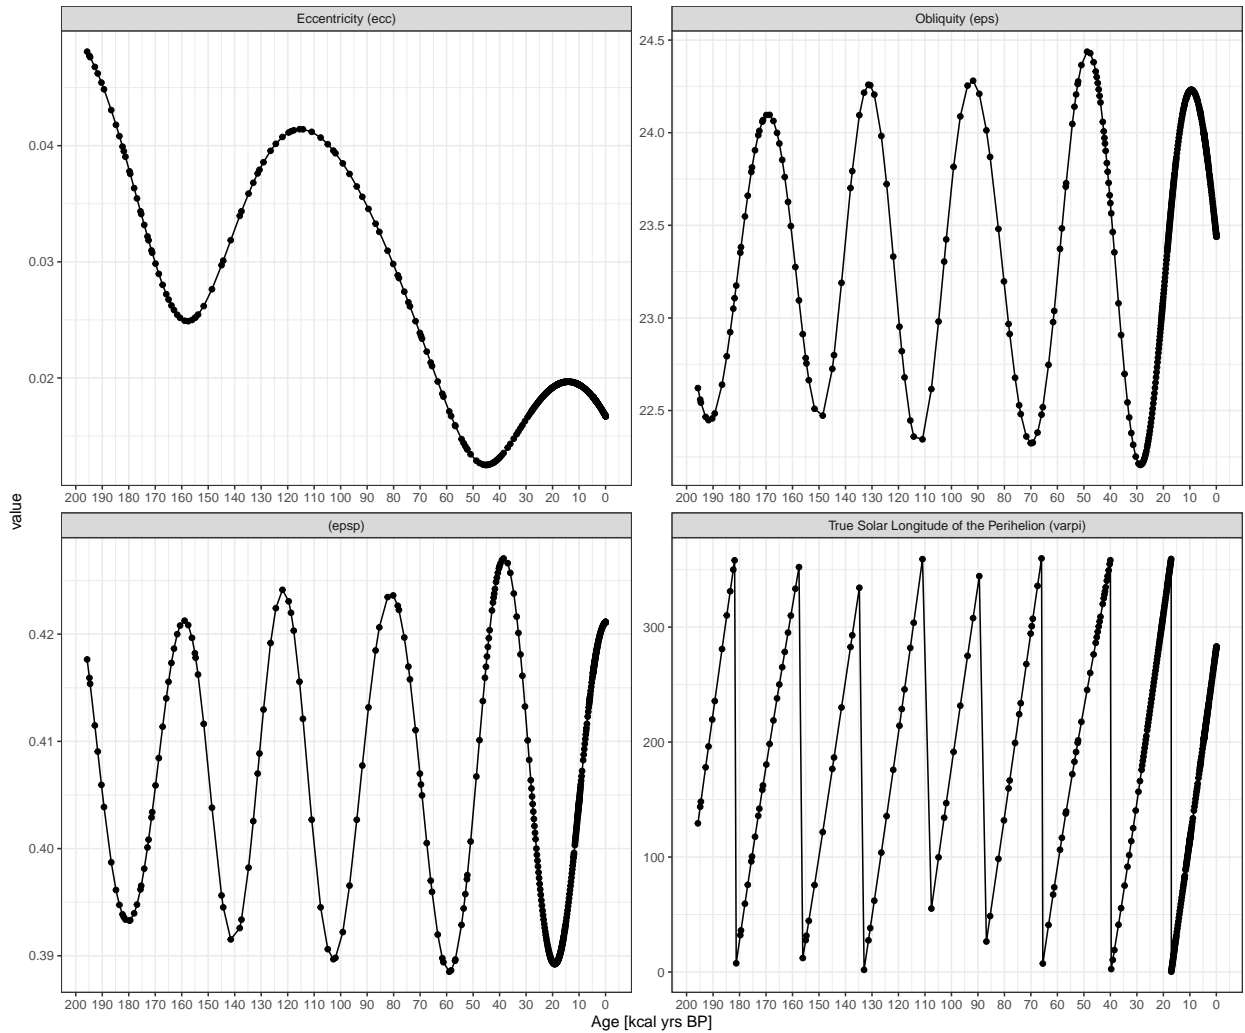 Eccentricity (ecc)
Obliquity (eps)
0.04
0.03
0.02
24.5
24.0
23.5
23.0
22.5
200 190 180 170 160 150 140 130 120 110 100 90 80 70 60 50 40 30 20 10 0
200 190 180 170 160 150 140 130 120 110 100 90 80 70 60 50 40 30 20 10 0
value
(epsp)
True Solar Longitude of the Perihelion (varpi)
0.42
0.41
0.40
0.39
300
200
100
0
200 190 180 170 160 150 140 130 120 110 100 90 80 70 60 50 40 30 20 10 0
200 190 180 170 160 150 140 130 120 110 100 90 80 70 60 50 40 30 20 10 0
Age [kcal yrs BP]